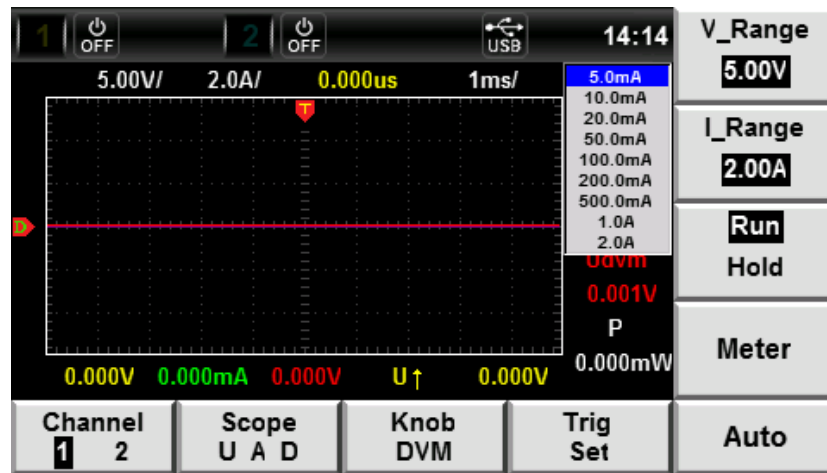 1 OFF 2 OFF USB 14:14
5.00V/ 2.0A/ 0.000us 1ms/
T
D
5.0mA
10.0mA
20.0mA
50.0mA
100.0mA
200.0mA
500.0mA
1.0A
2.0A
Udvm
0.001V
P
0.000mW
0.000V 0.000mA 0.000V U↑ 0.000V
V_Range
5.00V
I_Range
2.00A
Run
Hold
Meter
Auto
Channel
1 2
Scope
U A D
Knob
DVM
Trig
Set